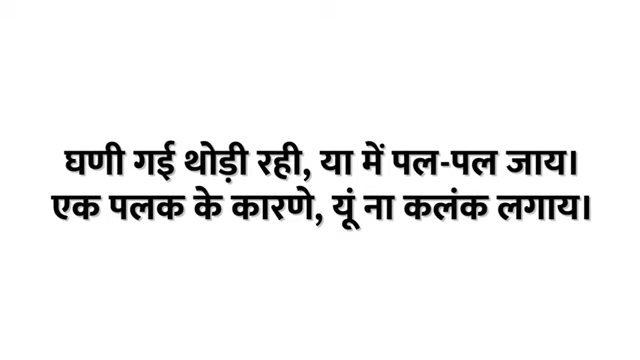 घणी गई थोड़ी रही, या में पल-पल जाय।
एक पलक के कारणे, यूं ना कलंक लगाय।